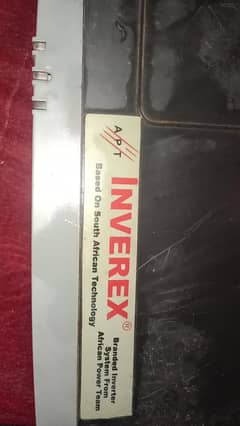 APT
INVEREX®
Based On South African Technology
Branded Inverter
System From
African Power Team